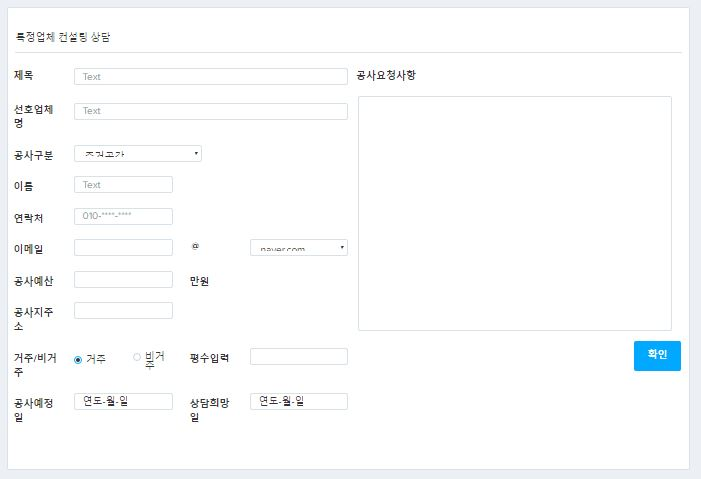 특정업체 컨설팅 상담
제목
Text
공사요청사항
선호업체
명
Text
공사구분
주거공간
이름
Text
연락처
010-****-****
이메일
@
naver.com
공사예산
만원
공사지주
소
거주/비거
주
거주
비거
주
평수입력
확인
공사예정
일
연도-월-일
상담희망
일
연도-월-일